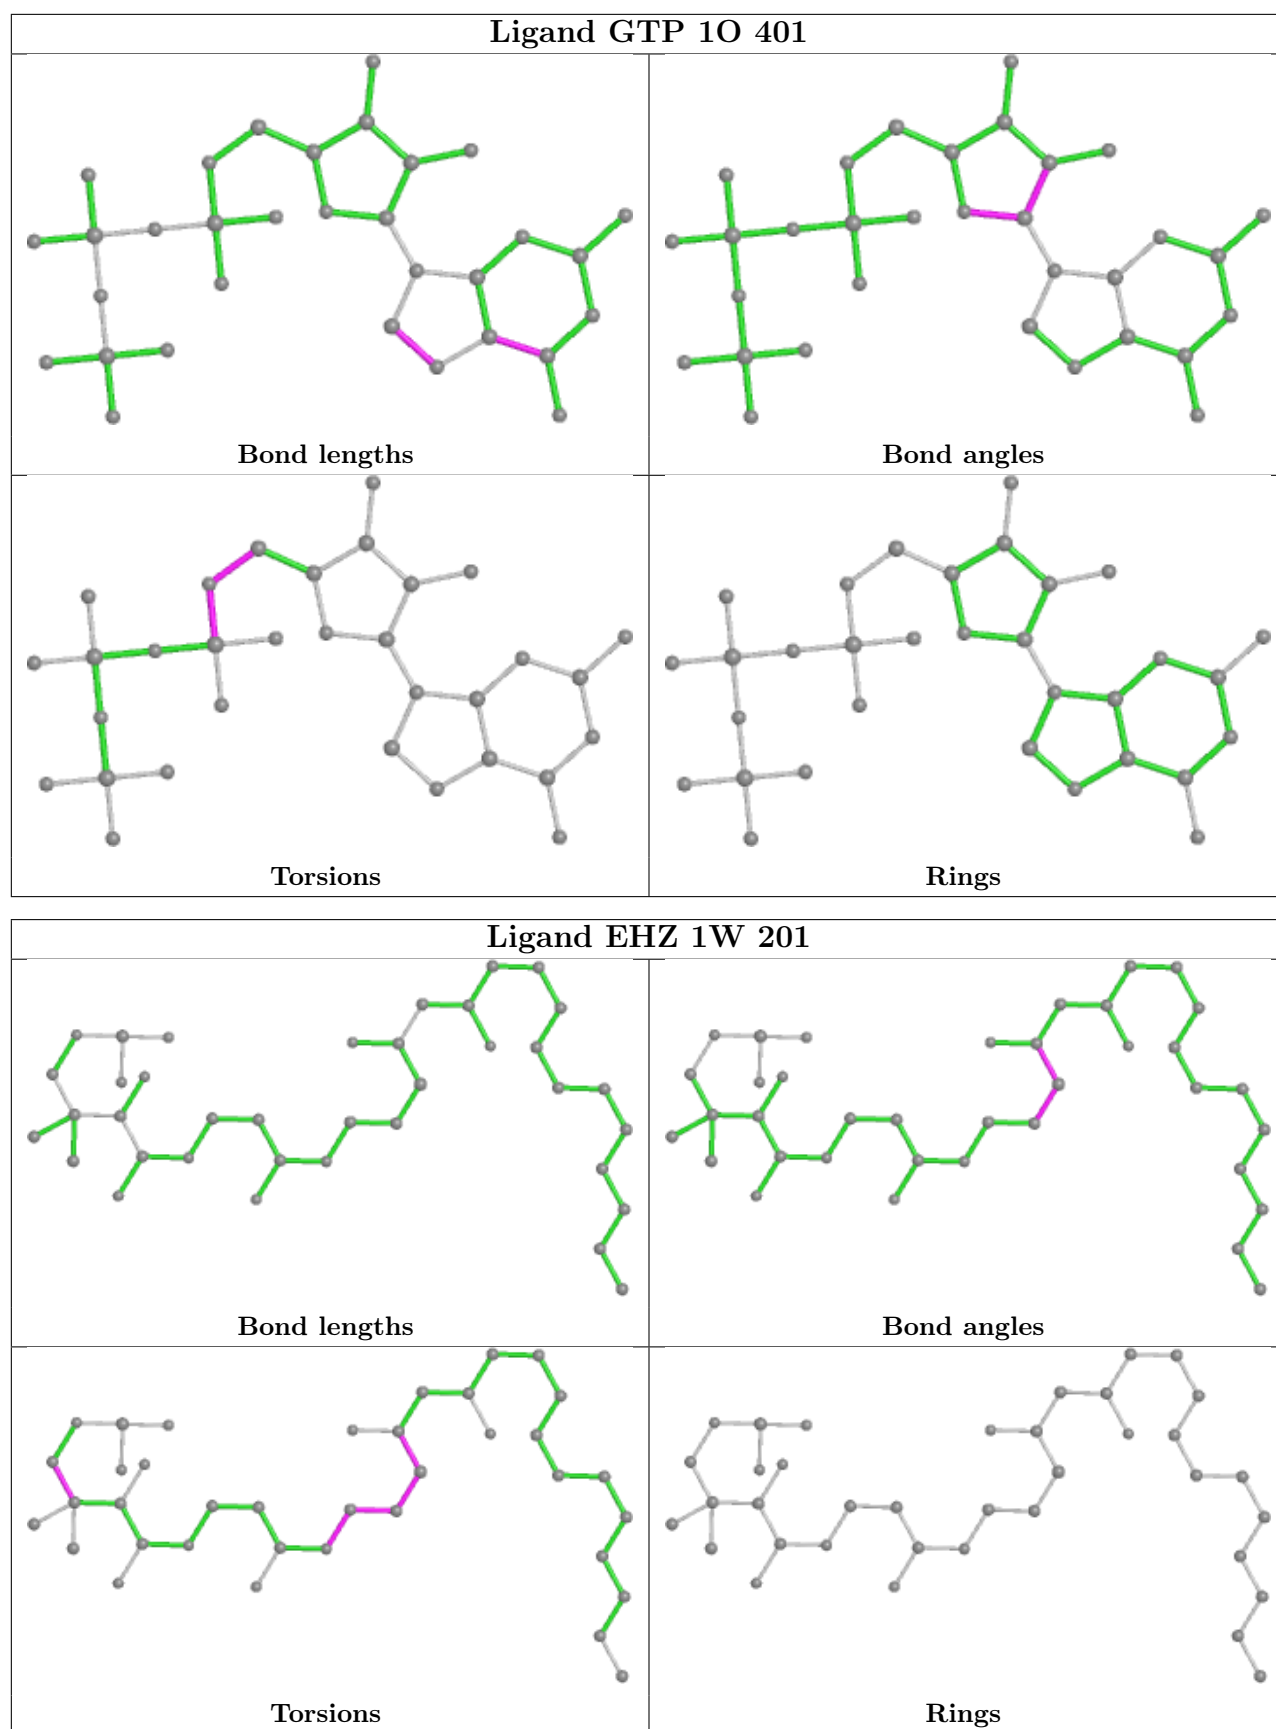 Ligand GTP 1O 401
Bond lengths
Bond angles
Torsions
Rings
Ligand EHZ 1W 201
Bond lengths
Bond angles
Torsions
Rings